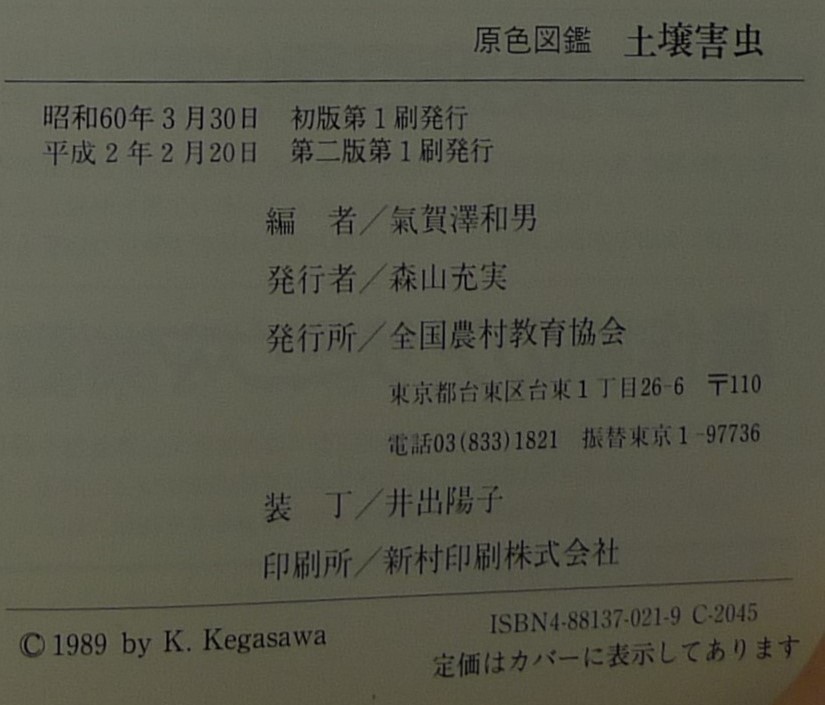 原色図鑑 土壌害虫
昭和60年3月30日 初版第1刷発行
平成2年2月20日 第二版第1刷発行
編 者／氣賀澤和男
発行者／森山充実
発行所／全国農村教育協会
東京都台東区台東1丁目26-6 〒110
電話03(833)1821 振替東京1-97736
装 丁／井出陽子
印刷所／新村印刷株式会社
©1989 by K. Kegasawa
ISBN4-88137-021-9 C-2045
定価はカバーに表示してあります